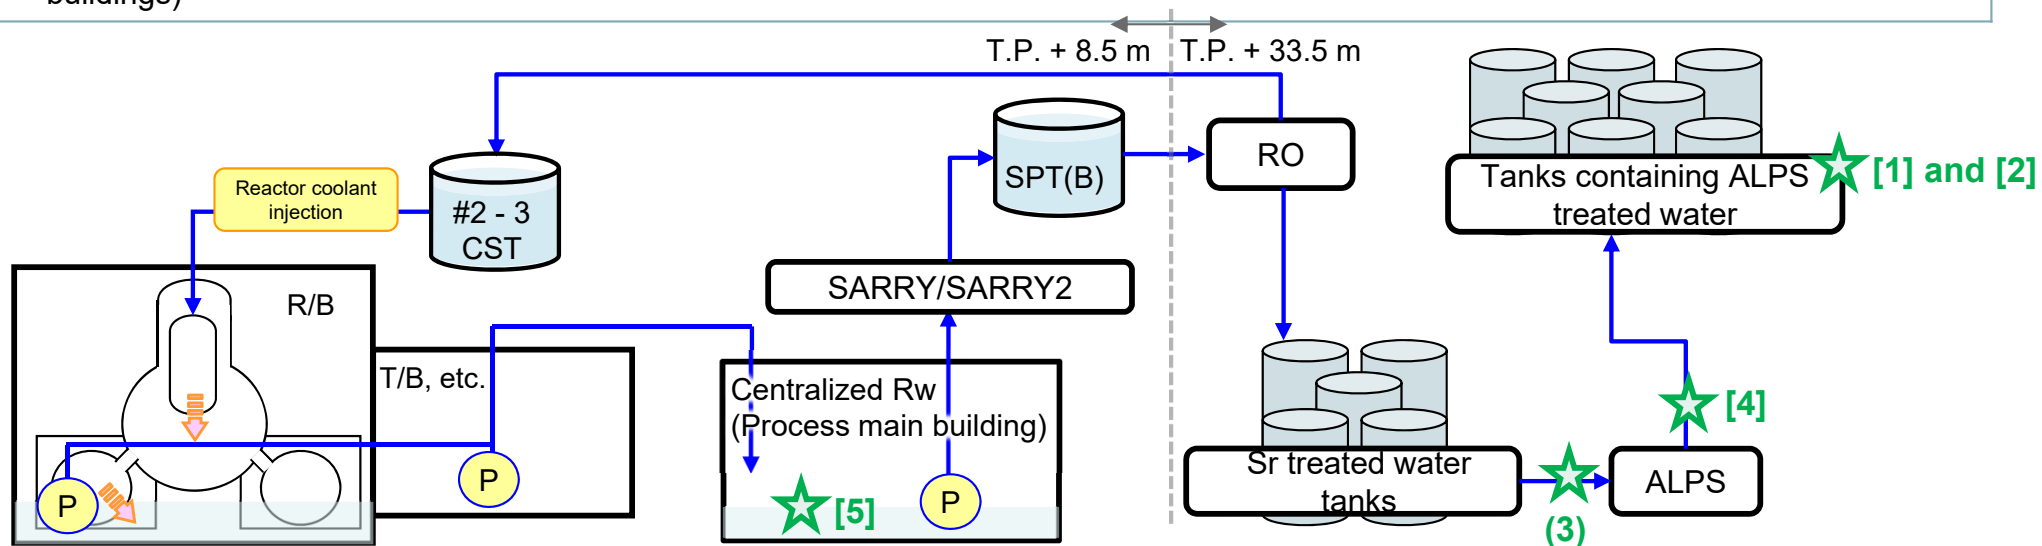 buildings)
T.P. + 8.5 m
T.P. + 33.5 m
Reactor coolant
injection
#2 - 3
CST
SPT(B)
RO
Tanks containing ALPS
treated water
[1] and [2]
SARRY/SARRY2
R/B
T/B, etc.
Centralized Rw
(Process main building)
P
P
P
[5]
Sr treated water
tanks
(3)
ALPS
[4]